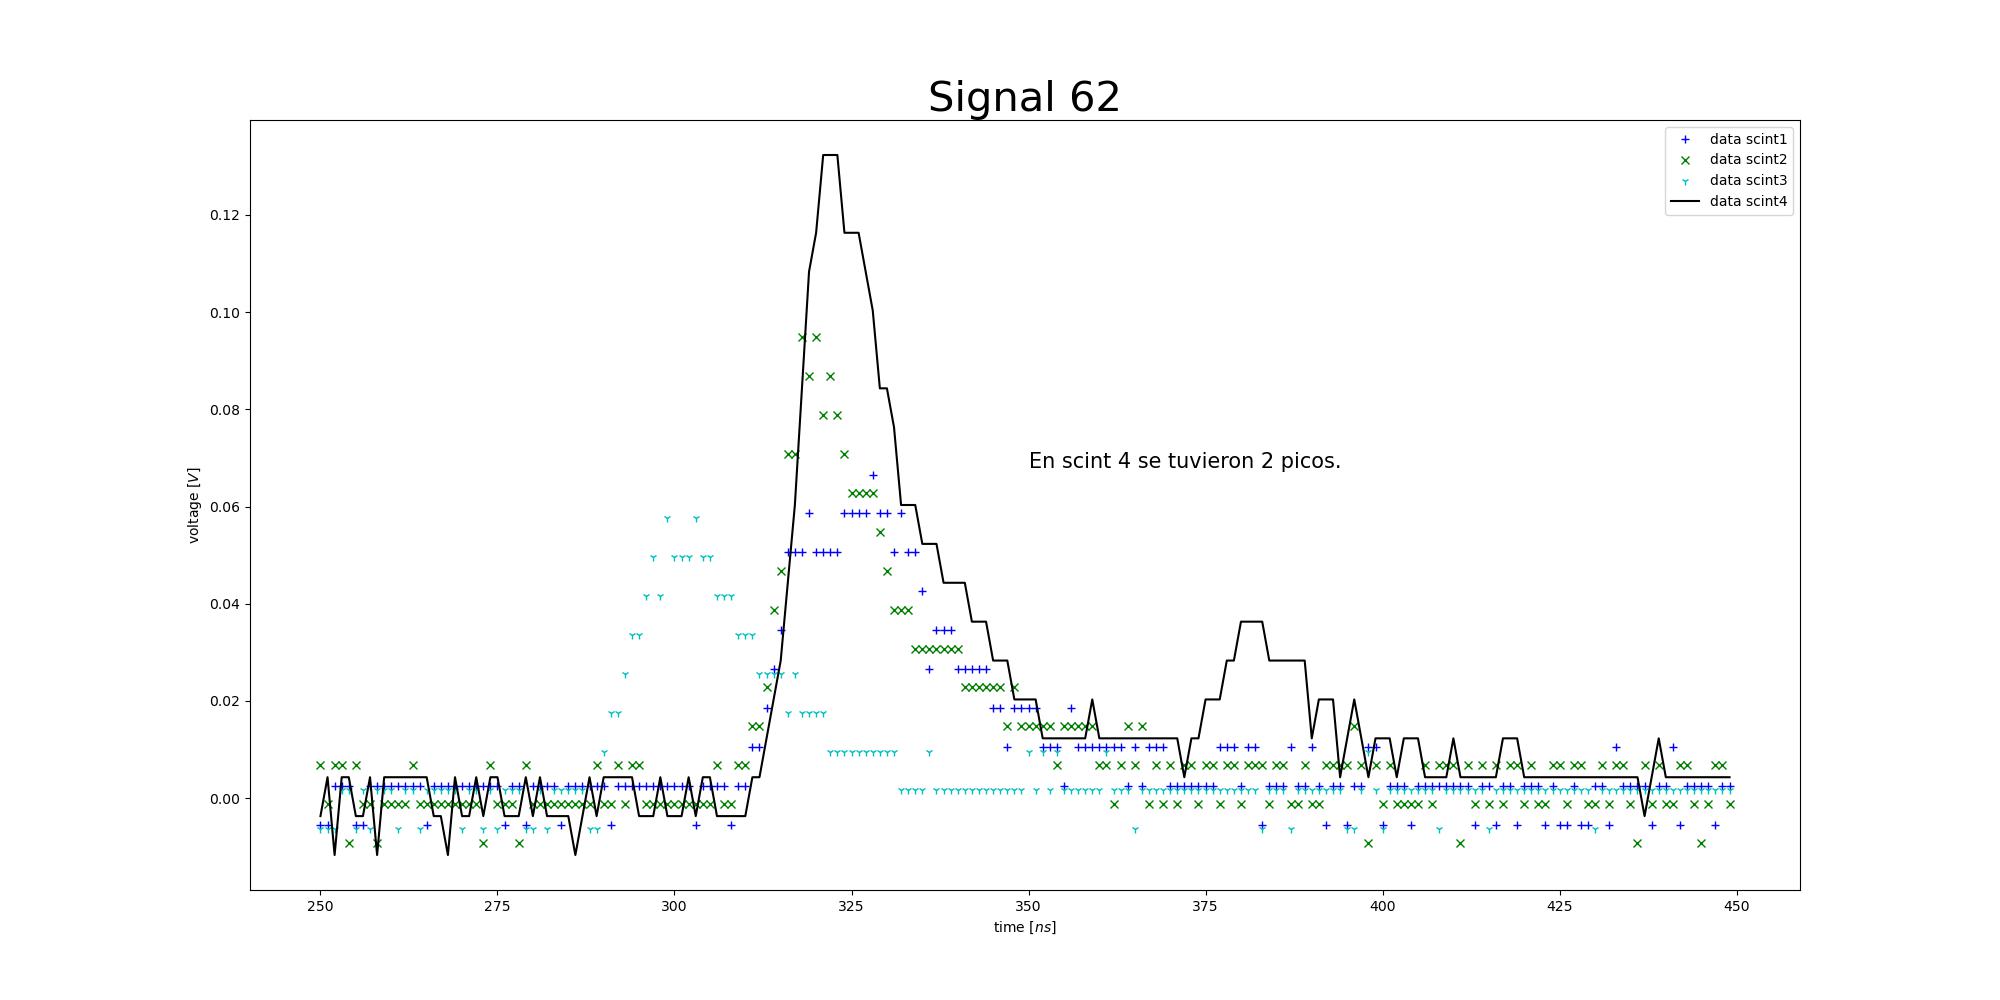 Signal 62
data scint1
data scint2
data scint3
data scint4
En scint 4 se tuvieron 2 picos.
voltage [V]
0.12
0.10
0.08
0.06
0.04
0.02
0.00
250 275 300 325 350 375 400 425 450
time [ns]